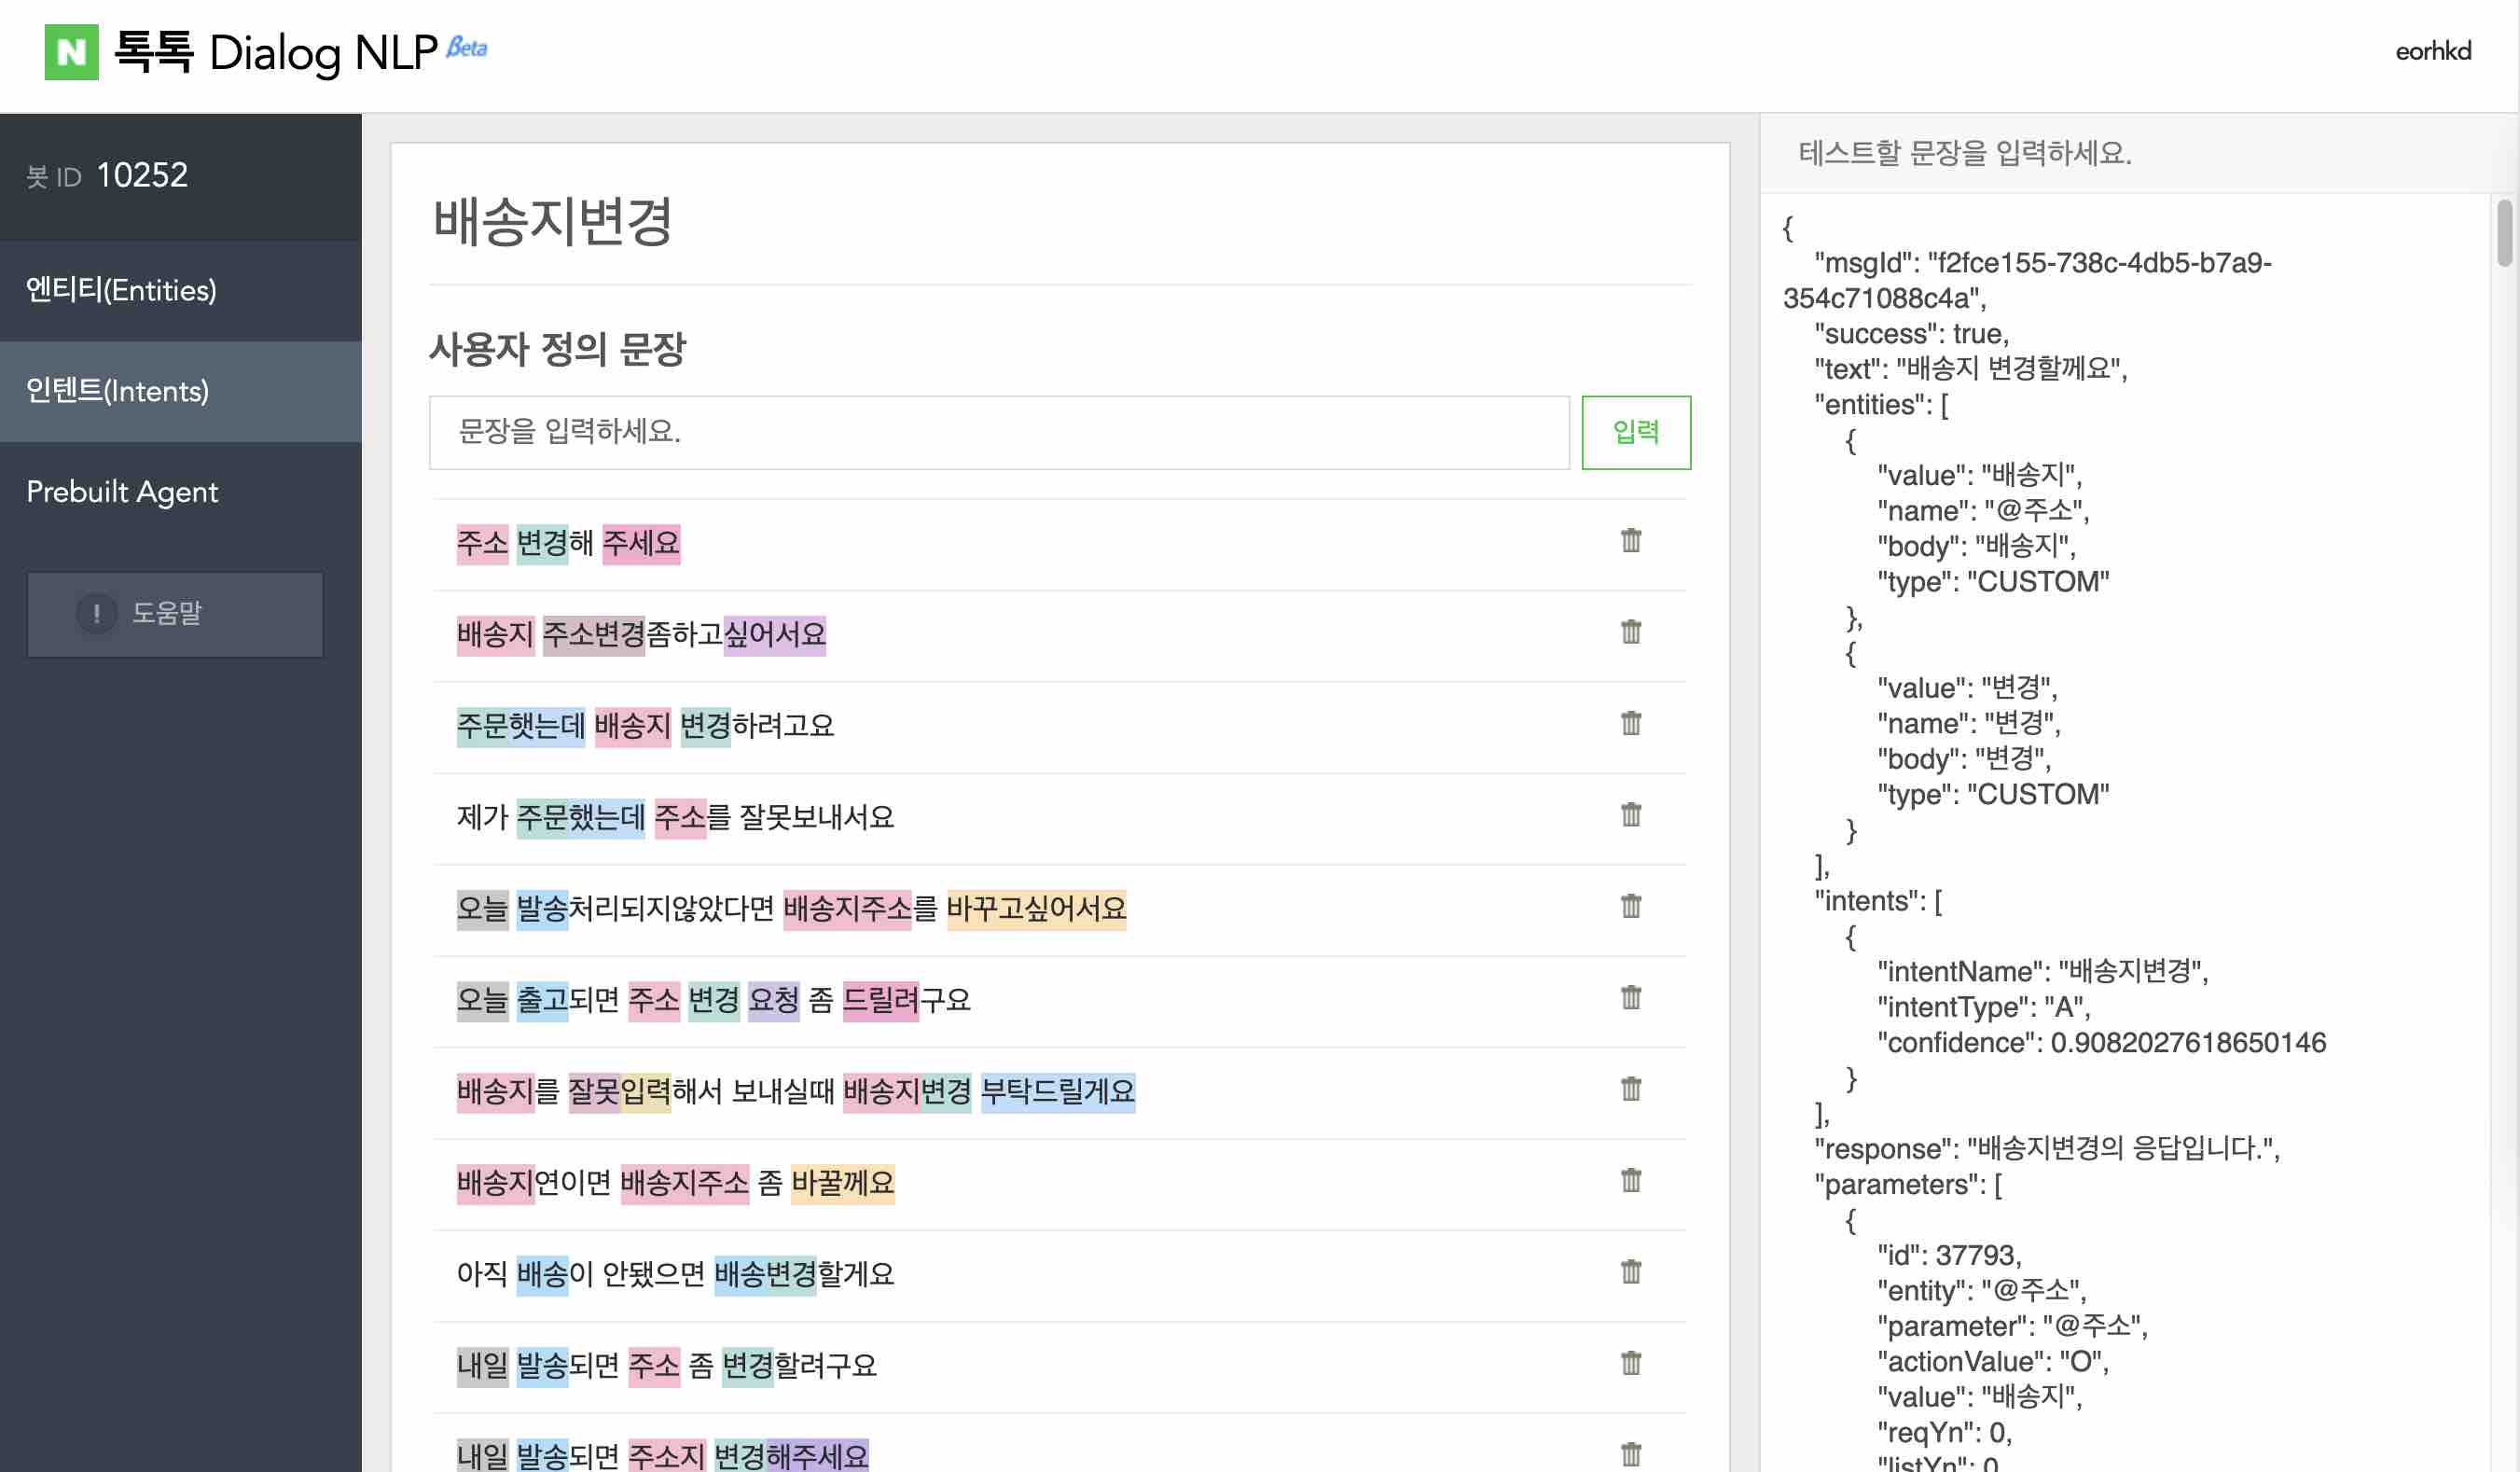 N 톡톡 Dialog NLP Beta
eorhkd
봇 ID 10252
엔티티(Entities)
인텐트(Intents)
Prebuilt Agent
! 도움말
배송지변경
사용자 정의 문장
문장을 입력하세요.
입력
주소 변경해 주세요
배송지 주소변경좀하고싶어서요
주문햇는데 배송지 변경하려고요
제가 주문했는데 주소를 잘못보내서요
오늘 발송처리되지않았다면 배송지주소를 바꾸고싶어서요
오늘 출고되면 주소 변경 요청 좀 드릴려구요
배송지를 잘못입력해서 보내실때 배송지변경 부탁드릴게요
배송지연이면 배송지주소 좀 바꿀께요
아직 배송이 안됐으면 배송변경할게요
내일 발송되면 주소 좀 변경할려구요
내일 발송되면 주소지 변경해주세요
테스트할 문장을 입력하세요.
{
"msgId": "f2fce155-738c-4db5-b7a9-
354c71088c4a",
"success": true,
"text": "배송지 변경할께요",
"entities": [
{
"value": "배송지",
"name": "@주소",
"body": "배송지",
"type": "CUSTOM"
},
{
"value": "변경",
"name": "변경",
"body": "변경",
"type": "CUSTOM"
}
],
"intents": [
{
"intentName": "배송지변경",
"intentType": "A",
"confidence": 0.9082027618650146
}
],
"response": "배송지변경의 응답입니다.",
"parameters": [
{
"id": 37793,
"entity": "@주소",
"parameter": "@주소",
"actionValue": "O",
"value": "배송지",
"reqYn": 0,
"listYn": 0